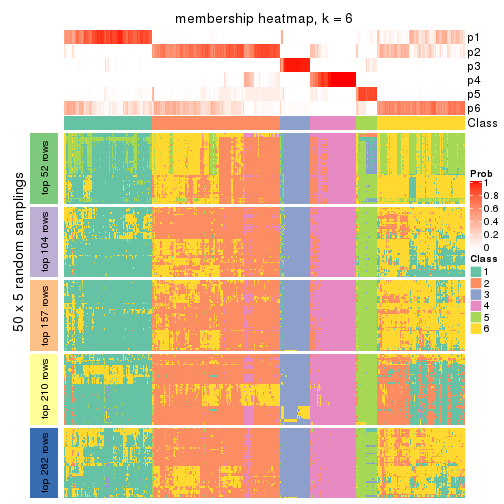 membership heatmap, k = 6
p1
p2
p3
p4
p5
p6
Class
50 x 5 random samplings
top 52 rows
top 104 rows
top 157 rows
top 210 rows
top 262 rows
Prob
1
0.8
0.6
0.4
0.2
0
Class
1
2
3
4
5
6